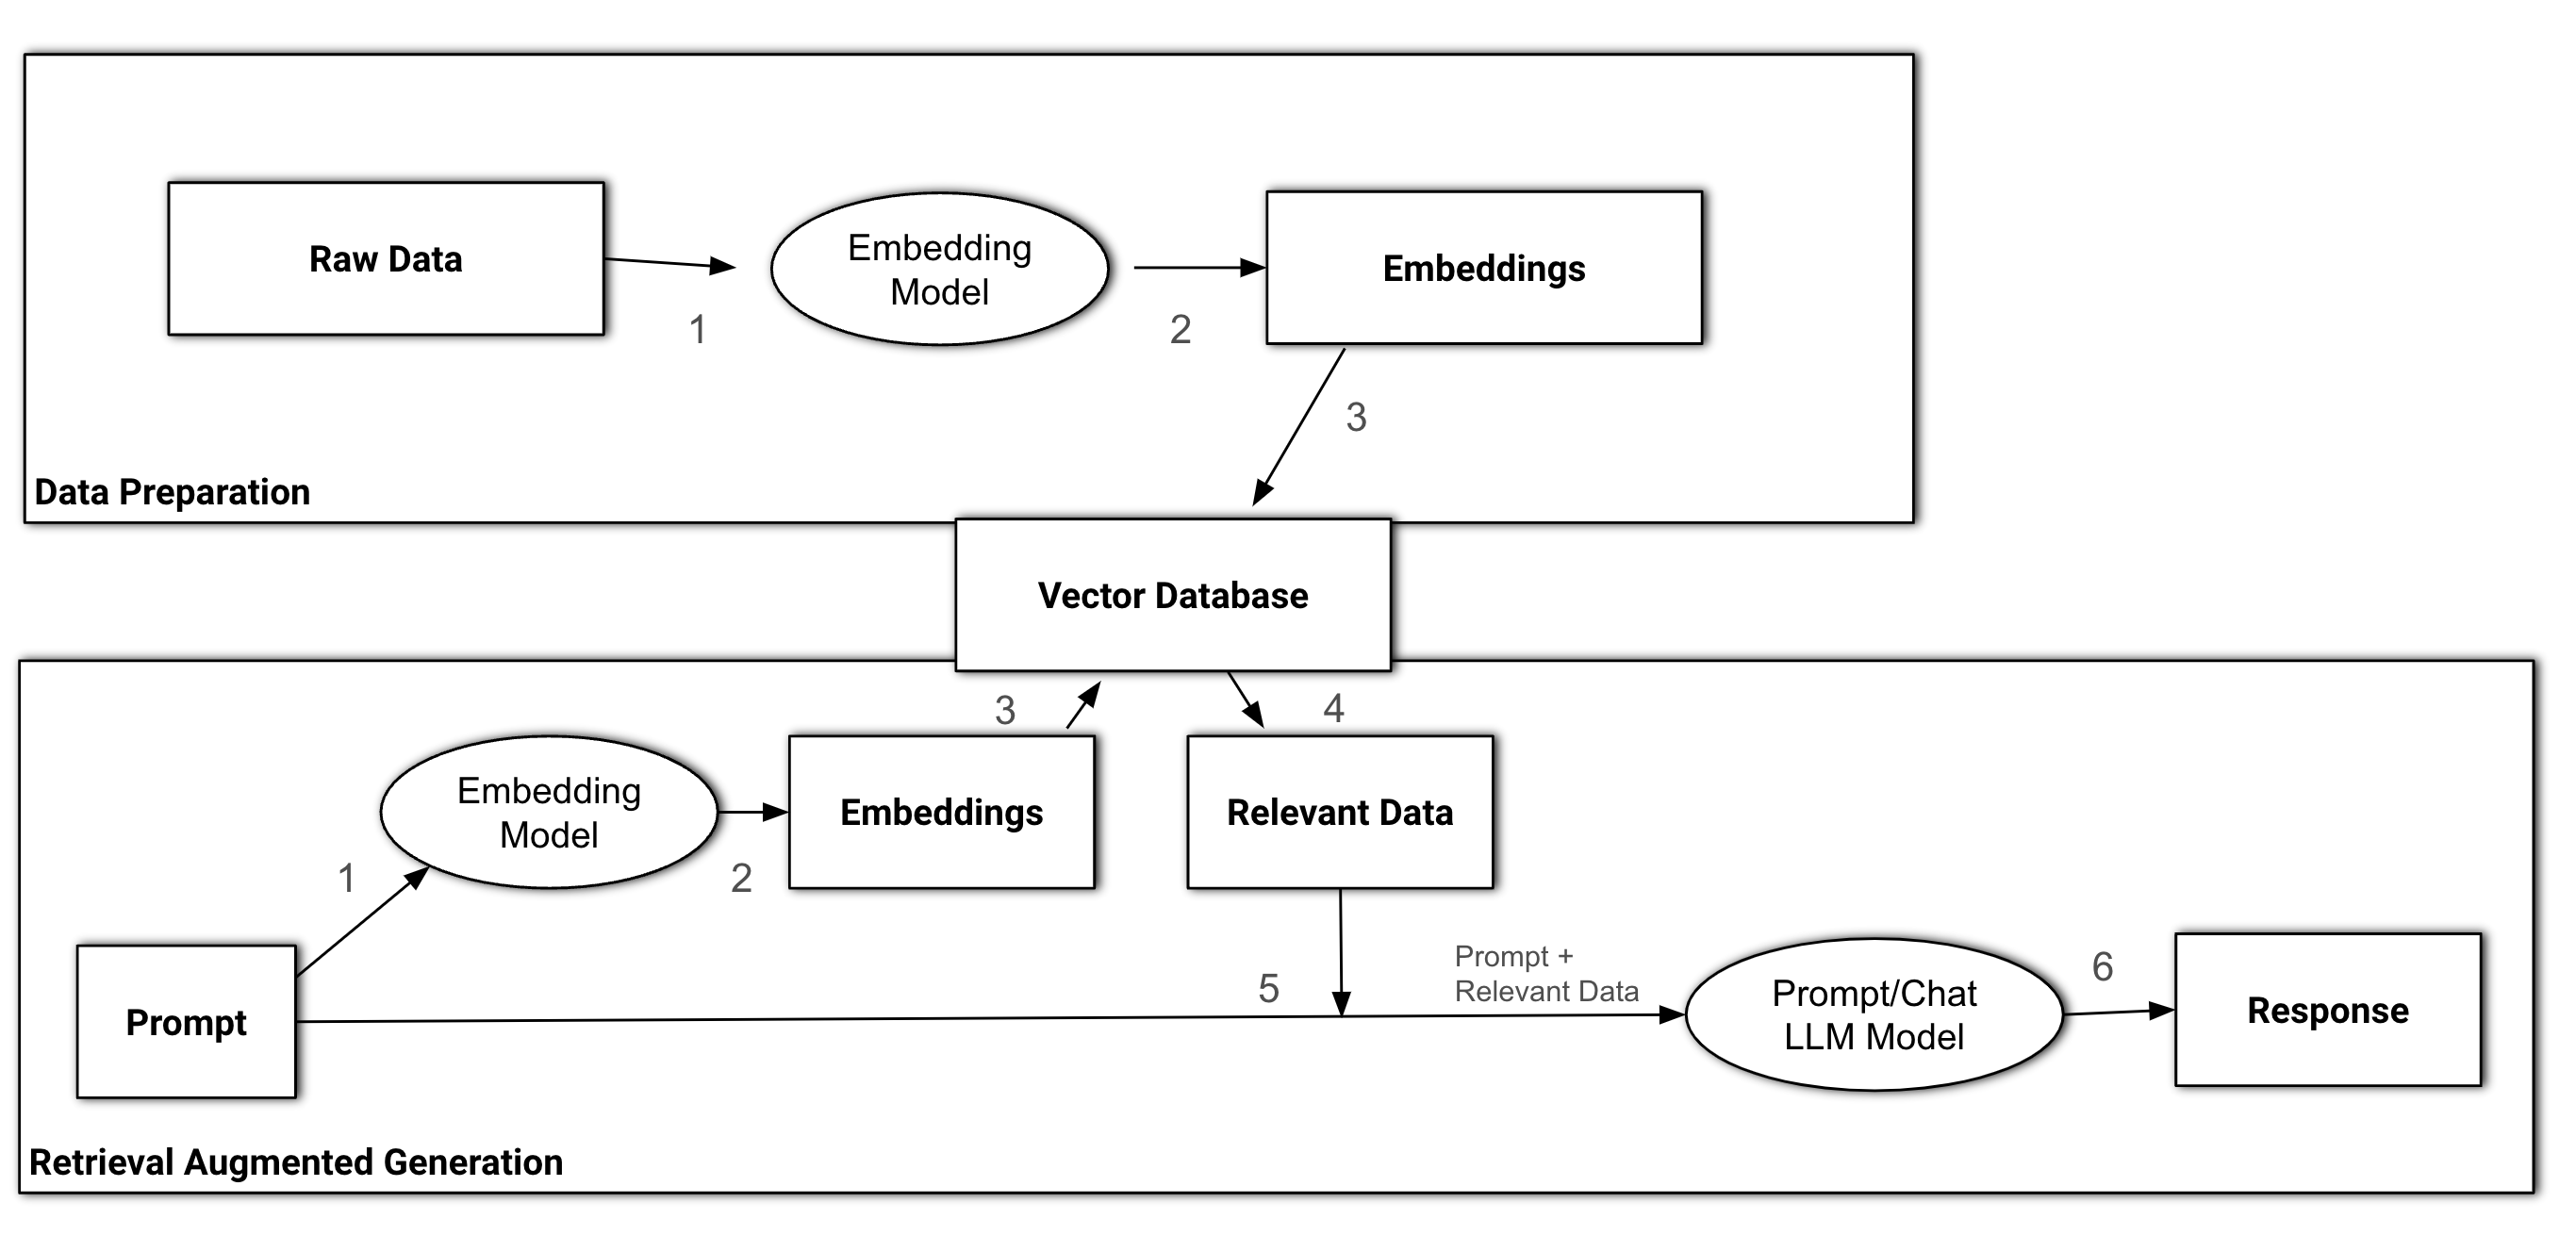 Raw Data
1
Embedding
Model
2
Embeddings
3
Data Preparation
Vector Database
3
4
Embedding
Model
1
2
Embeddings
Relevant Data
Prompt
5
Prompt +
Relevant Data
Prompt/Chat
LLM Model
6
Response
Retrieval Augmented Generation